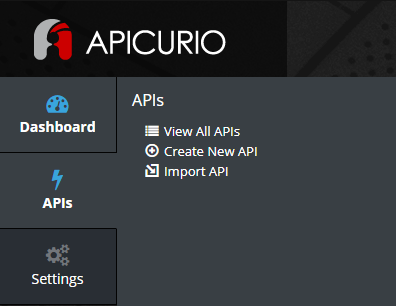 APICURIO
Dashboard
APIs
View All APIs
Create New API
Import API
APIs
Settings